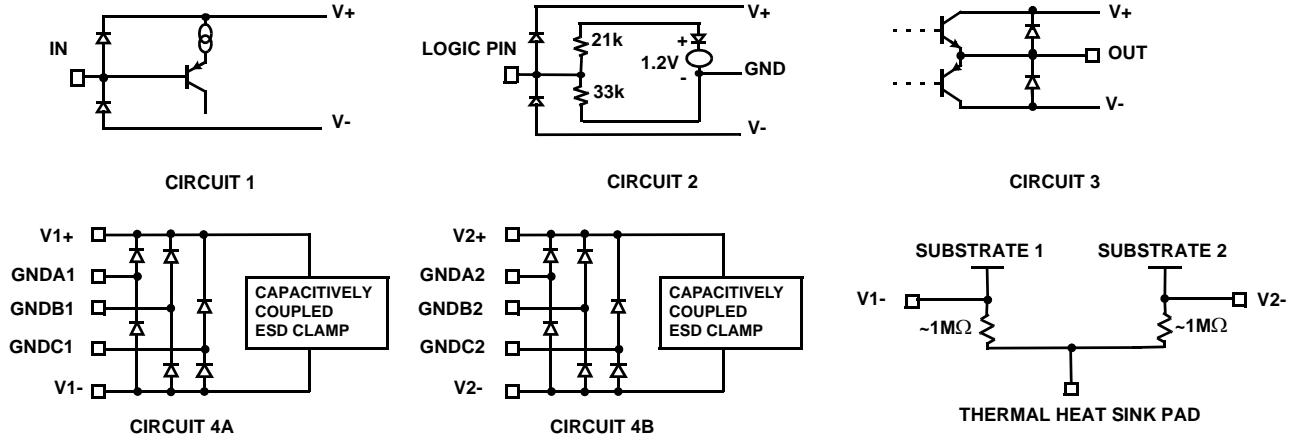 V+
IN
V-
CIRCUIT 1
V+
LOGIC PIN
21k
+
1.2V
-
GND
33k
V-
CIRCUIT 2
V+
OUT
V-
CIRCUIT 3
V1+
GNDA1
GNDB1
GNDC1
V1-
CAPACITIVELY
COUPLED
ESD CLAMP
CIRCUIT 4A
V2+
GNDA2
GNDB2
GNDC2
V2-
CAPACITIVELY
COUPLED
ESD CLAMP
CIRCUIT 4B
SUBSTRATE 1
SUBSTRATE 2
V1-
V2-
~1MΩ
~1MΩ
THERMAL HEAT SINK PAD